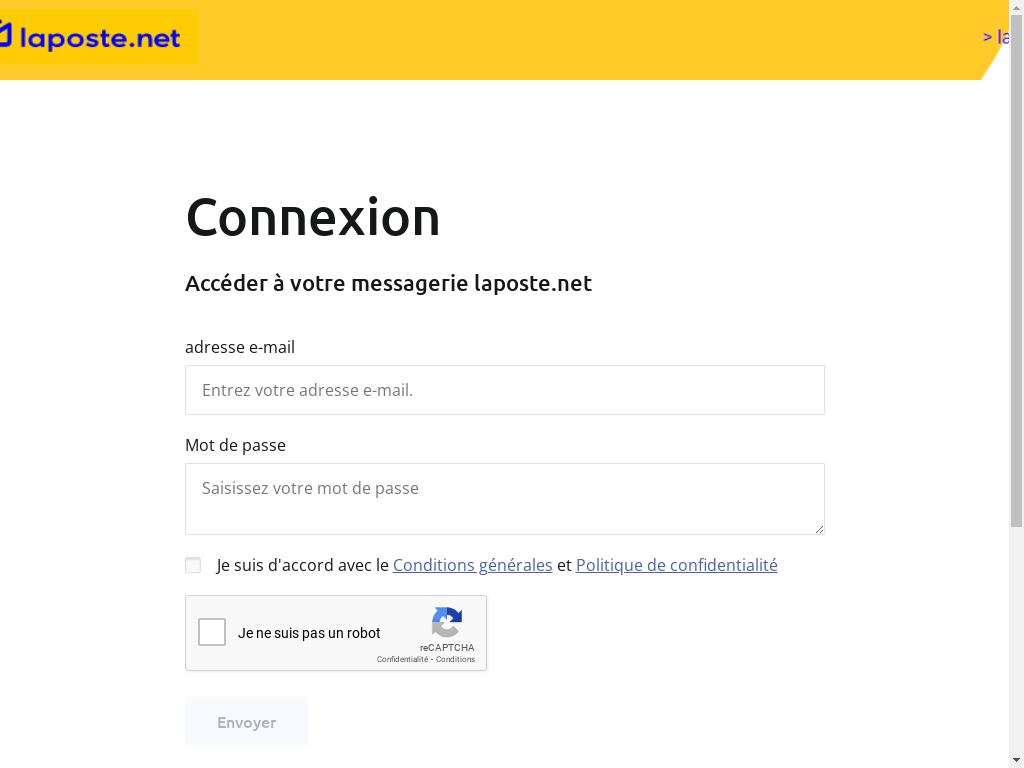 laposte.net
> la
Connexion
Accéder à votre messagerie laposte.net
adresse e-mail
Entrez votre adresse e-mail.
Mot de passe
Saisissez votre mot de passe
Je suis d'accord avec le Conditions générales et Politique de confidentialité
Je ne suis pas un robot
reCAPTCHA
Confidentialité - Conditions
Envoyer